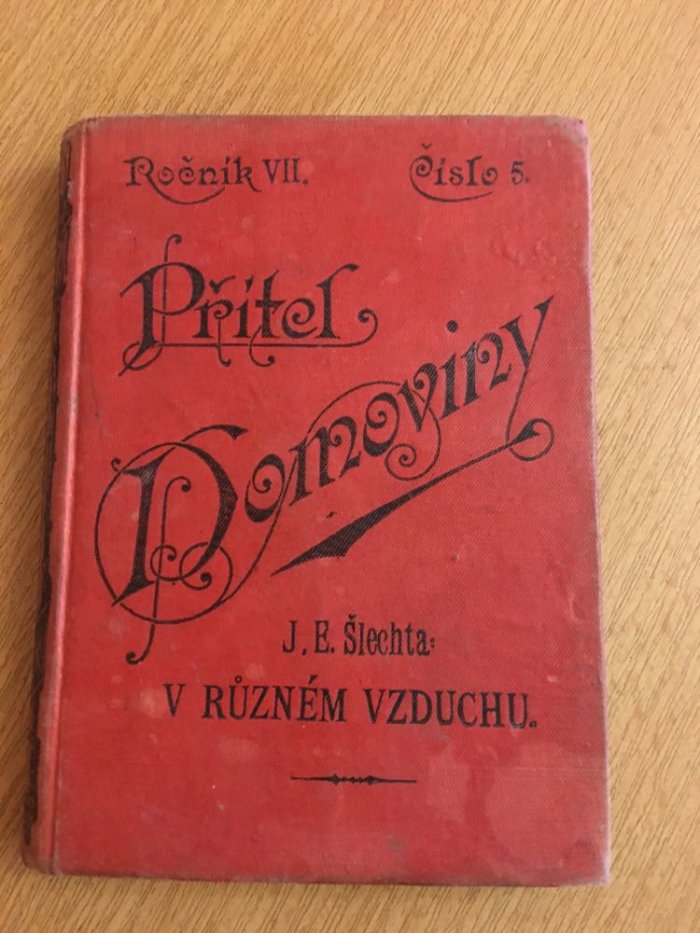 Ročník VII. Číslo 5.
Přítel
Domoviny
J. E. Šlechta:
V RŮZNÉM VZDUCHU.